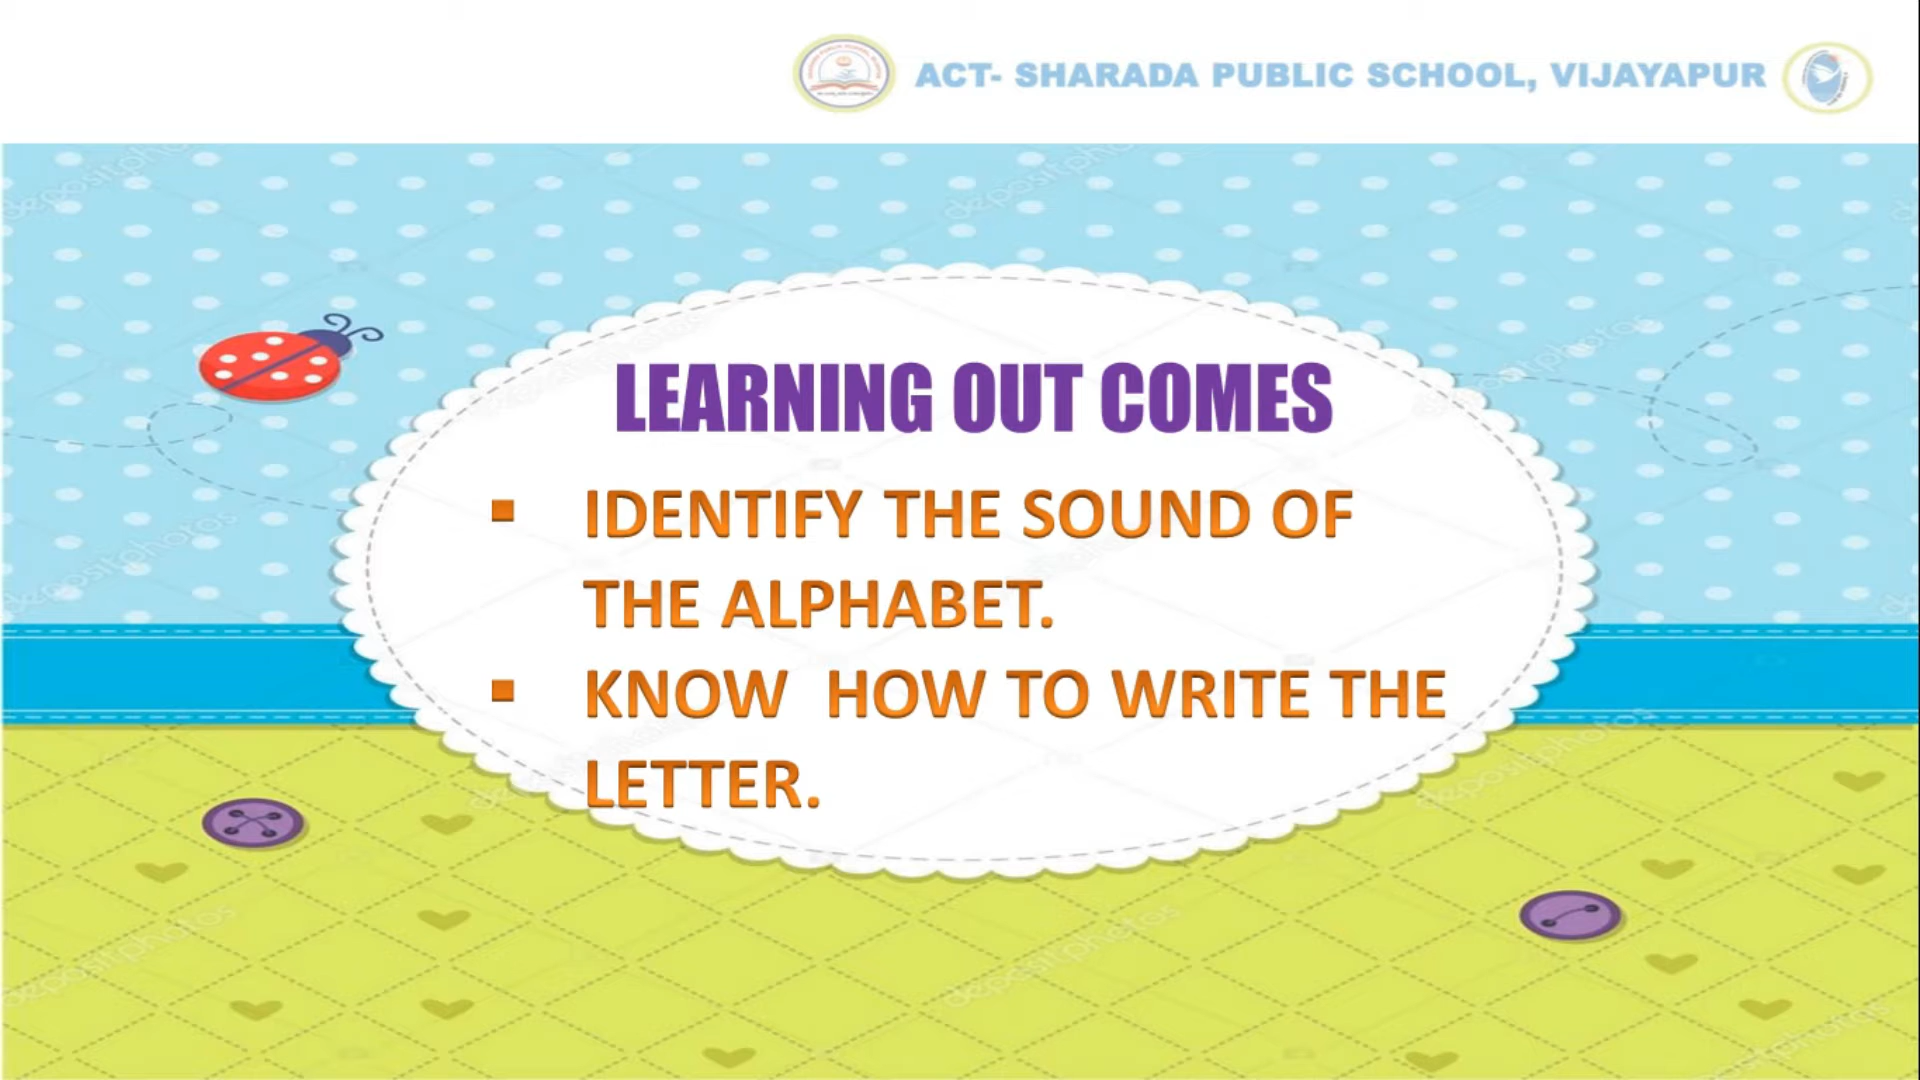 ACT- SHARADA PUBLIC SCHOOL, VIJAYAPUR
LEARNING OUT COMES
▪ IDENTIFY THE SOUND OF
THE ALPHABET.
▪ KNOW HOW TO WRITE THE
LETTER.
depositphotos